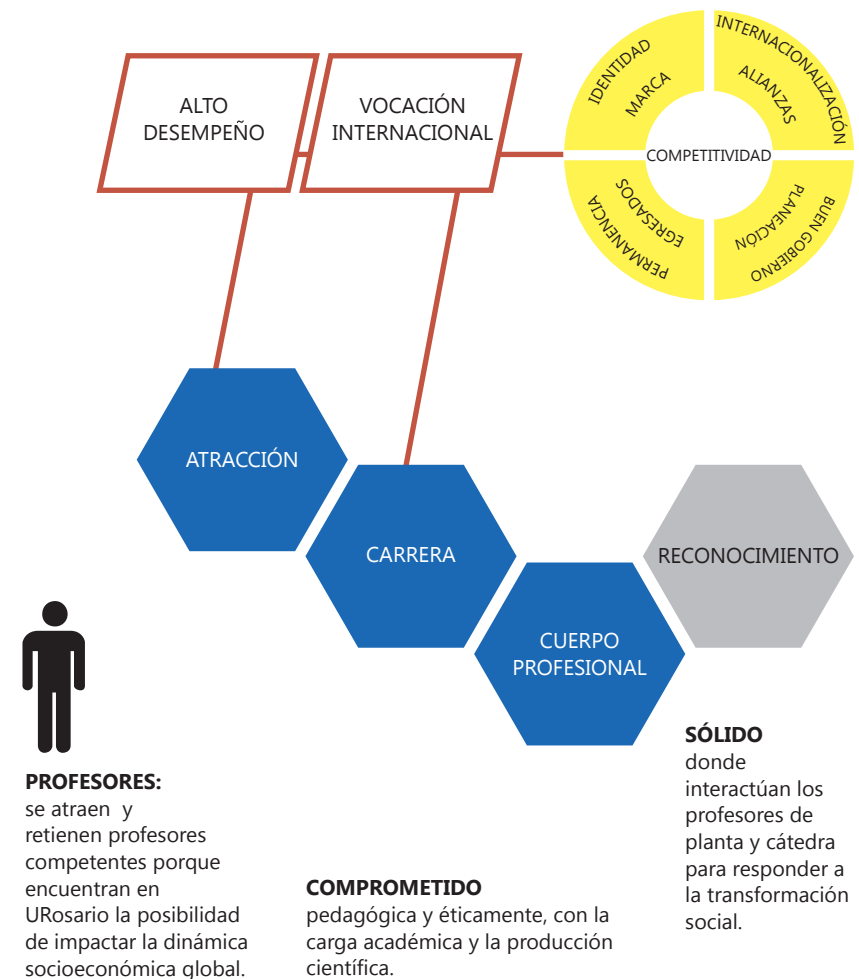 ALTO
DESEMPEÑO
VOCACIÓN
INTERNACIONAL
IDENTIDAD
MARCA
INTERNACIONALIZACIÓN
ALIANZAS
COMPETITIVIDAD
PERMANENCIA
EGRESADOS
PLANEACIÓN
BUEN GOBIERNO
ATRACCIÓN
CARRERA
CUERPO
PROFESIONAL
RECONOCIMIENTO
PROFESORES:
se atraen y
retienen profesores
competentes porque
encuentran en
URosario la posibilidad
de impactar la dinámica
socioeconómica global.
COMPROMETIDO
pedagógica y éticamente, con la
carga académica y la producción
científica.
SÓLIDO
donde
interactúan los
profesores de
planta y cátedra
para responder a
la transformación
social.